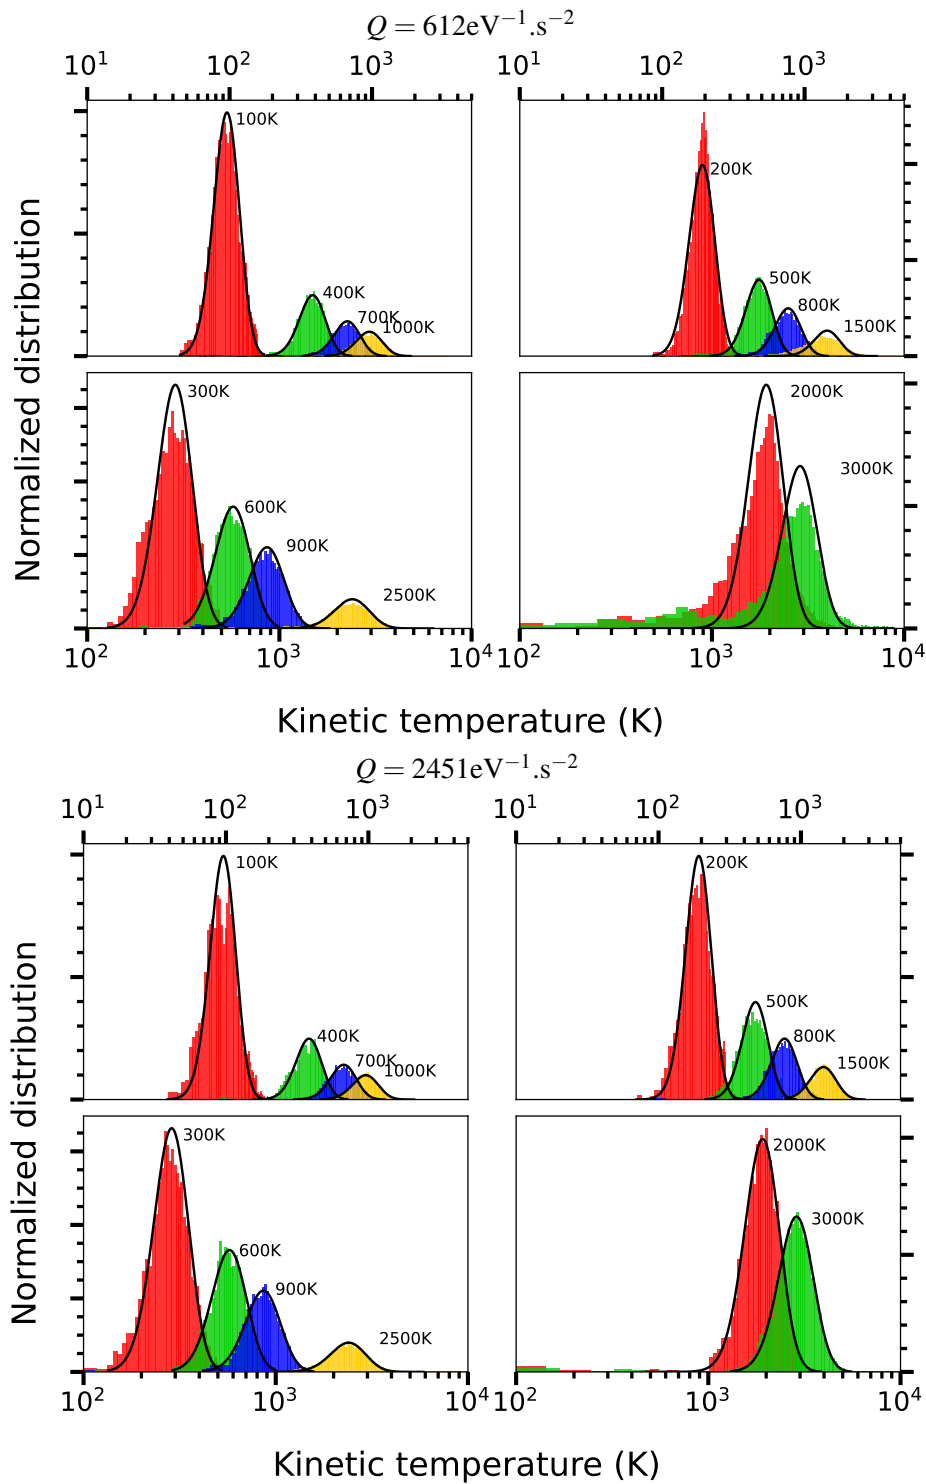 Q = 612eV⁻¹.s⁻²
10¹ 10² 10³ 10¹ 10² 10³
100K
400K
700K
1000K
200K
500K
800K
1500K
Normalized distribution
300K
600K
900K
2500K
2000K
3000K
10² 10³ 10⁴ 10² 10³ 10⁴
Kinetic temperature (K)
Q = 2451eV⁻¹.s⁻²
10¹ 10² 10³ 10¹ 10² 10³
100K
400K
700K
1000K
200K
500K
800K
1500K
Normalized distribution
300K
600K
900K
2500K
2000K
3000K
10² 10³ 10⁴ 10² 10³ 10⁴
Kinetic temperature (K)